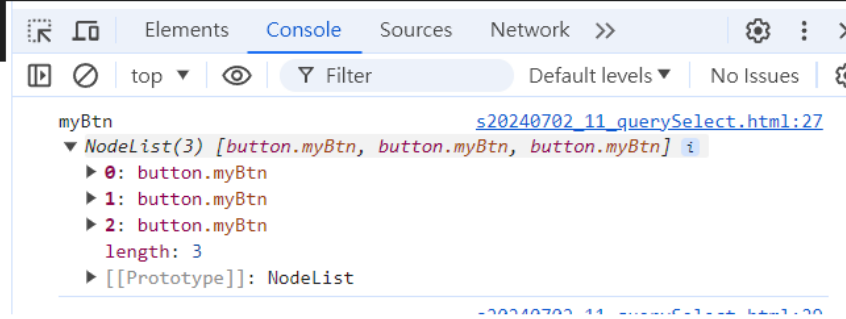 Elements Console Sources Network
top Filter Default levels No Issues
myBtn s20240702_11_querySelect.html:27
NodeList(3) [button.myBtn, button.myBtn, button.myBtn] i
0: button.myBtn
1: button.myBtn
2: button.myBtn
length: 3
[[Prototype]]: NodeList